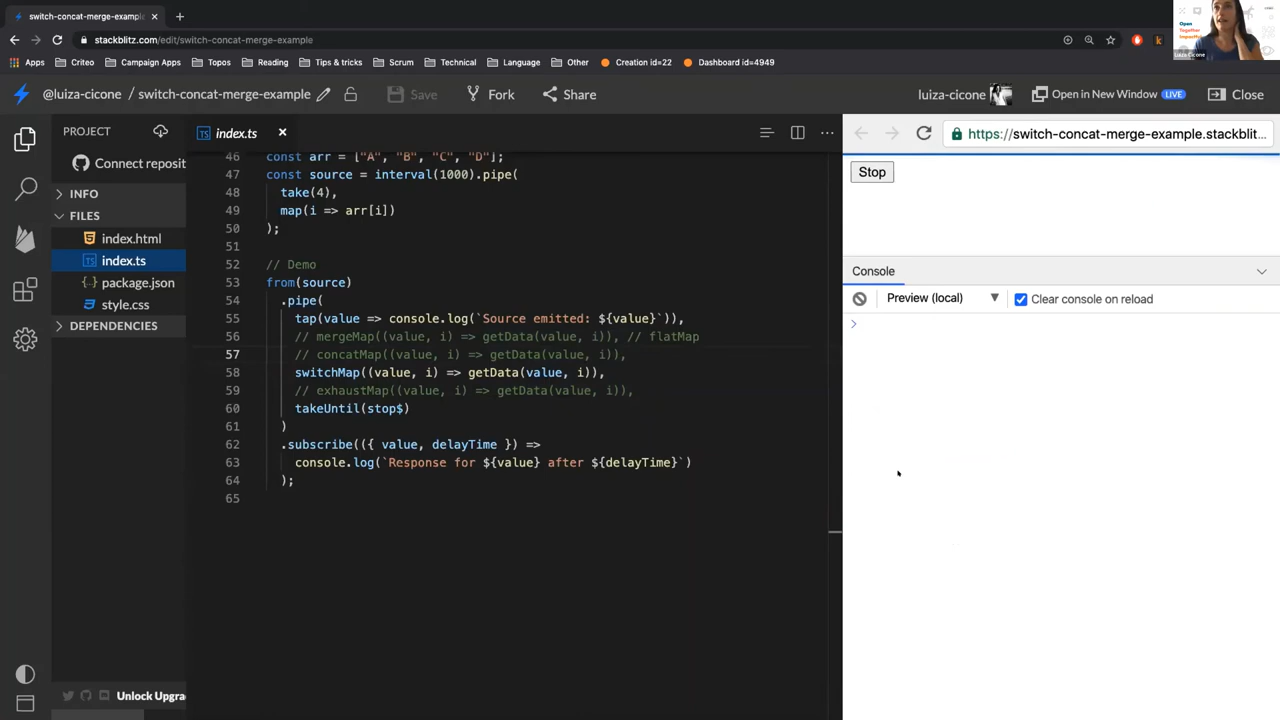 switch-concat-merge-example
stackblitz.com/edit/switch-concat-merge-example
Apps Criteo Campaign Apps Topos Reading Tips & tricks Scrum Technical Language Other Creation id=22 Dashboard id=4949
Open
Together
Luiza Cicone
@luiza-cicone / switch-concat-merge-example Save Fork Share luiza-cicone Open in New Window LIVE Close
PROJECT
Connect reposit
INFO
FILES
index.html
index.ts
package.json
style.css
DEPENDENCIES
Unlock Upgra
TS index.ts
46 const arr = ["A", "B", "C", "D"];
47 const source = interval(1000).pipe(
48 take(4),
49 map(i => arr[i])
50 );
51
52 // Demo
53 from(source)
54 .pipe(
55 tap(value => console.log(`Source emitted: ${value}`)),
56 // mergeMap((value, i) => getData(value, i)), // flatMap
57 // concatMap((value, i) => getData(value, i)),
58 switchMap((value, i) => getData(value, i)),
59 // exhaustMap((value, i) => getData(value, i)),
60 takeUntil(stop$)
61 )
62 .subscribe(({ value, delayTime }) =>
63 console.log(`Response for ${value} after ${delayTime}`)
64 );
65
https://switch-concat-merge-example.stackblit...
Stop
Console
Preview (local) Clear console on reload